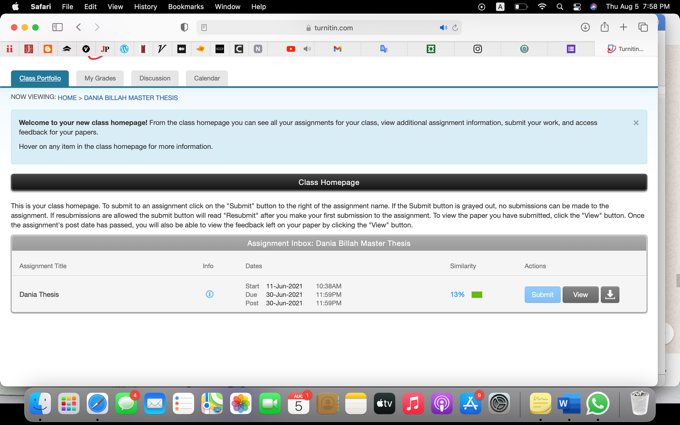 Safari File Edit View History Bookmarks Window Help
A
Thu Aug 5 7:58 PM
turnitin.com
Turnitin...
Class Portfolio My Grades Discussion Calendar
NOW VIEWING: HOME > DANIA BILLAH MASTER THESIS
Welcome to your new class homepage! From the class homepage you can see all your assignments for your class, view additional assignment information, submit your work, and access
feedback for your papers.
Hover on any item in the class homepage for more information.
Class Homepage
This is your class homepage. To submit to an assignment click on the "Submit" button to the right of the assignment name. If the Submit button is grayed out, no submissions can be made to the
assignment. If resubmissions are allowed the submit button will read "Resubmit" after you make your first submission to the assignment. To view the paper you have submitted, click the "View" button. Once
the assignment's post date has passed, you will also be able to view the feedback left on your paper by clicking the "View" button.
Assignment Inbox: Dania Billah Master Thesis
Assignment Title Info Dates Similarity Actions
Start 11-Jun-2021 10:38AM
Dania Thesis Due 30-Jun-2021 11:59PM 13% Submit View
Post 30-Jun-2021 11:59PM
4 AUG 5 1 tv 9 W